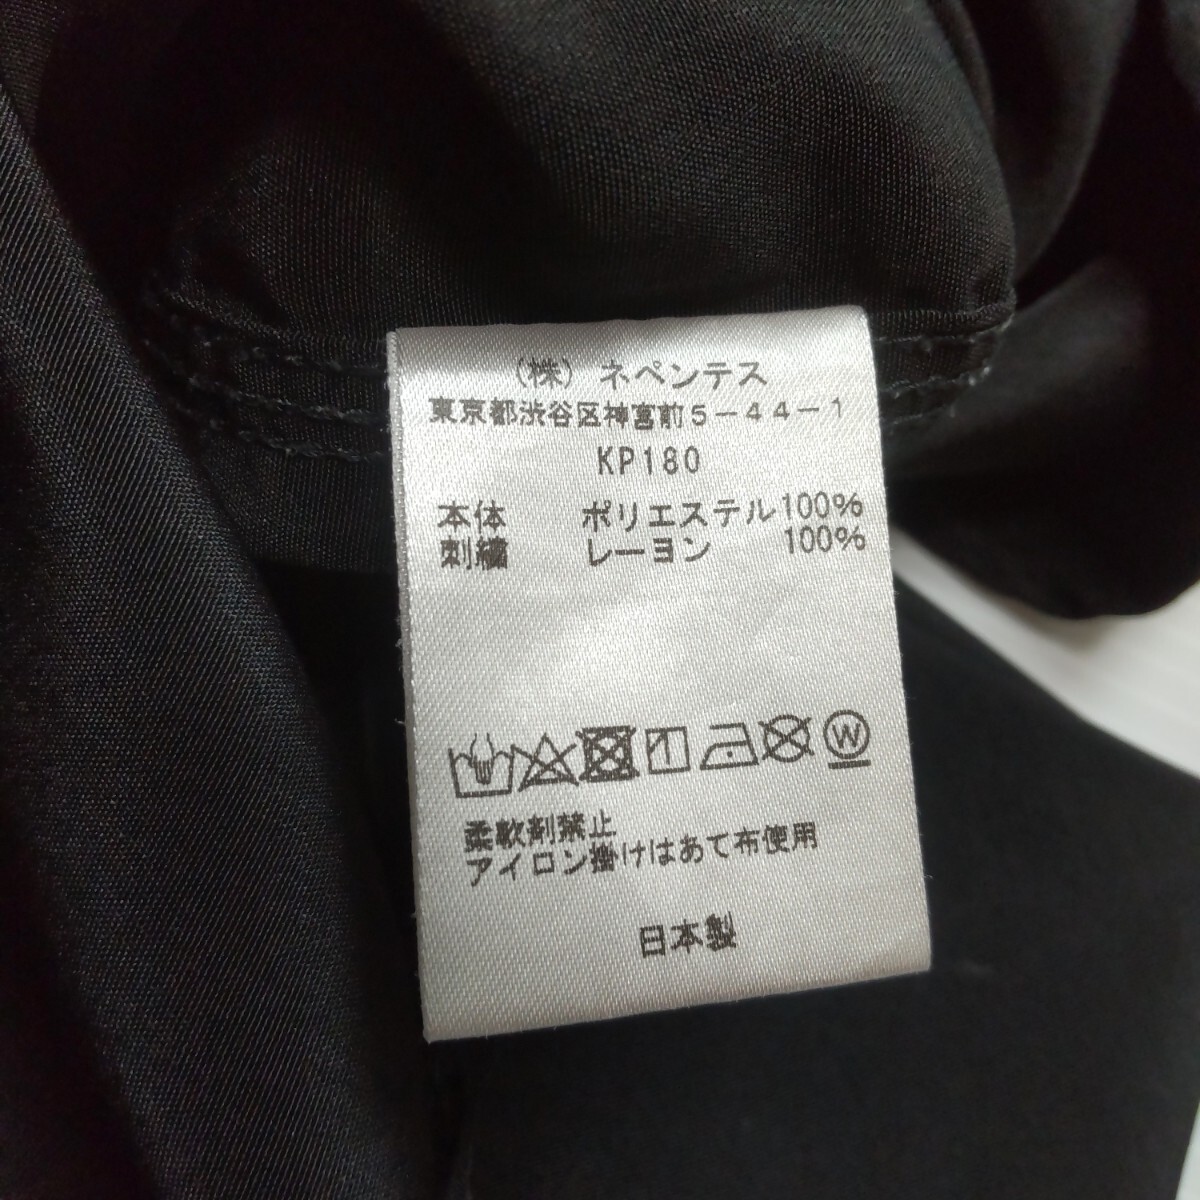 (株) ネペンテス
東京都渋谷区神宮前5-44-1
KP180
本体 ポリエステル100%
刺繍 レーヨン 100%
W
柔軟剤禁止
アイロン掛けはあて布使用
日本製